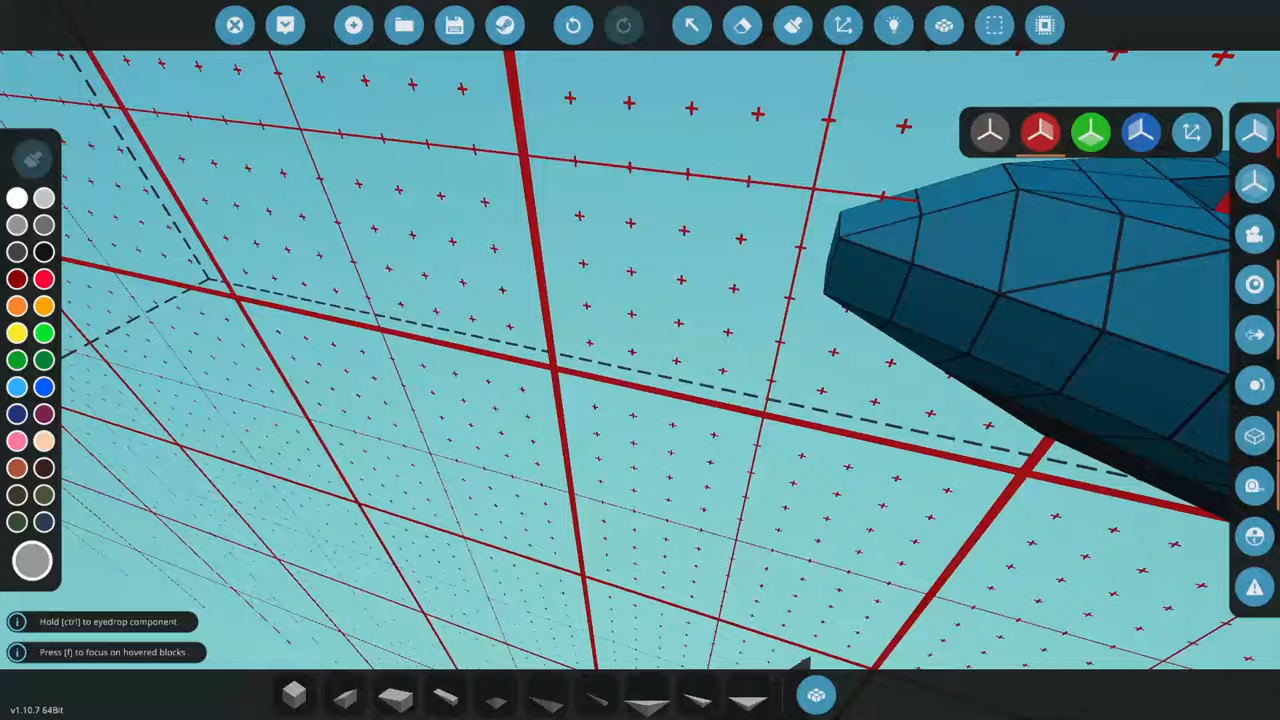 Hold [ctrl] to eyedrop component
Press [f] to focus on hovered blocks
v1.10.7 64Bit